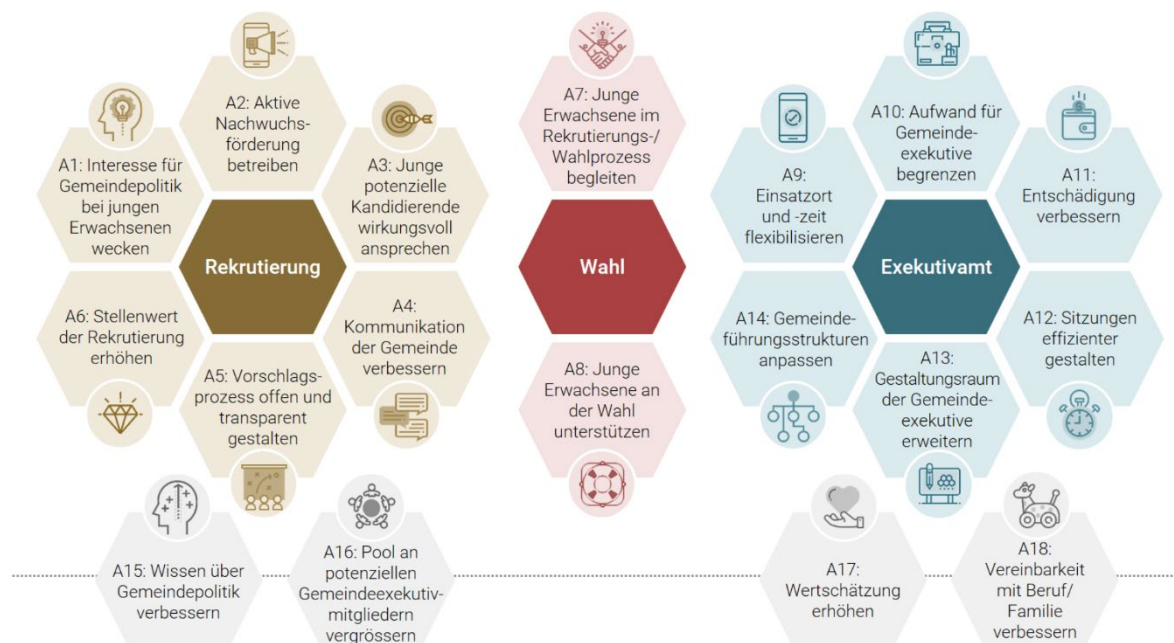 A1: Interesse für
Gemeindepolitik
bei jungen
Erwachsenen
wecken
A2: Aktive
Nachwuchs-
förderung
betreiben
A3: Junge
potenzielle
Kandidierende
wirkungsvoll
ansprechen
Rekrutierung
A6: Stellenwert
der Rekrutierung
erhöhen
A5: Vorschlags-
prozess offen und
transparent
gestalten
A4:
Kommunikation
der Gemeinde
verbessern
A7: Junge
Erwachsene im
Rekrutierungs-/
Wahlprozess
begleiten
Wahl
A8: Junge
Erwachsene an
der Wahl
unterstützen
A9:
Einsatzort
und -zeit
flexibilisieren
A10: Aufwand für
Gemeinde-
exekutive
begrenzen
A11:
Entschädigung
verbessern
Exekutivamt
A14: Gemeinde-
führungsstrukturen
anpassen
A13:
Gestaltungsraum
der Gemeinde-
exekutive
erweitern
A12: Sitzungen
effizienter
gestalten
A15: Wissen über
Gemeindepolitik
verbessern
A16: Pool an
potenziellen
Gemeindeexekutiv-
mitgliedern
vergrössern
A17:
Wertschätzung
erhöhen
A18:
Vereinbarkeit
mit Beruf/
Familie
verbessern